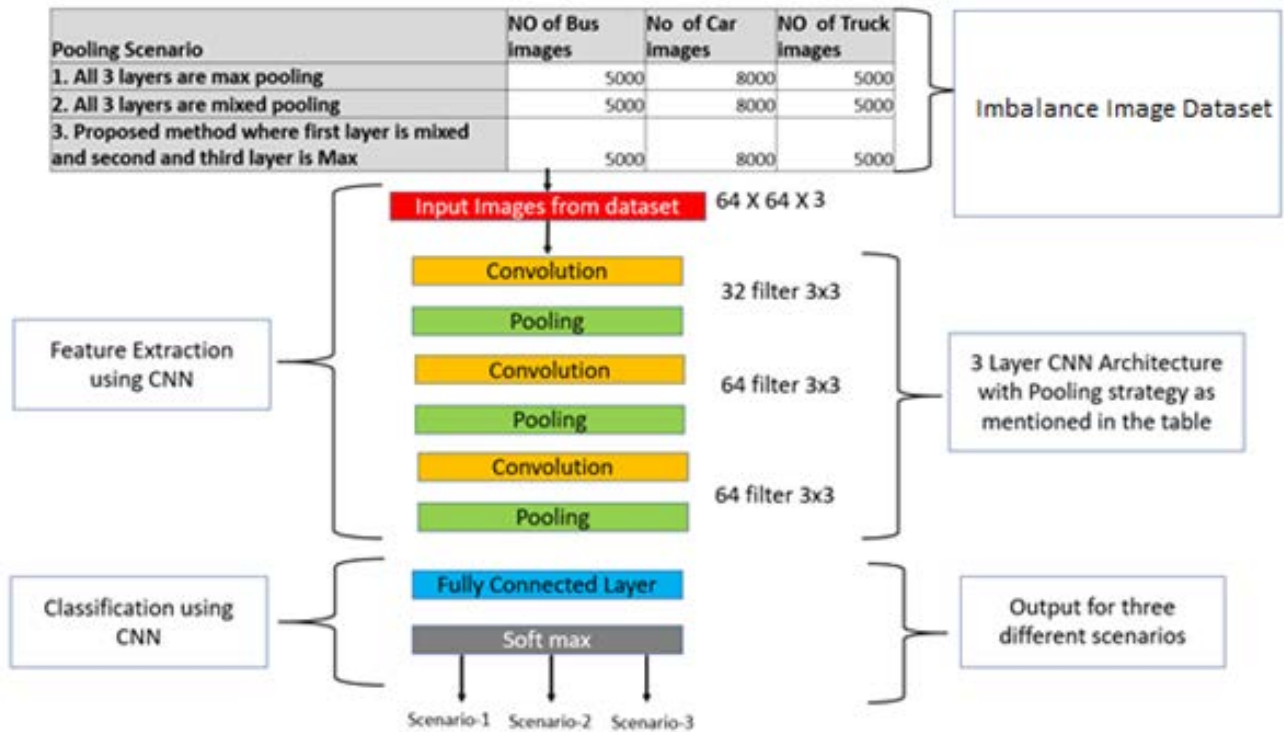 Pooling Scenario
NO of Bus images
No of Car images
NO of Truck images
1. All 3 layers are max pooling 5000 8000 5000
2. All 3 layers are mixed pooling 5000 8000 5000
3. Proposed method where first layer is mixed
and second and third layer is Max 5000 8000 5000
Imbalance Image Dataset
Input Images from dataset
64 X 64 X 3
Convolution
32 filter 3x3
Pooling
Feature Extraction
using CNN
Convolution
64 filter 3x3
Pooling
3 Layer CNN Architecture
with Pooling strategy as
mentioned in the table
Convolution
64 filter 3x3
Pooling
Fully Connected Layer
Classification using
CNN
Soft max
Output for three
different scenarios
Scenario-1 Scenario-2 Scenario-3